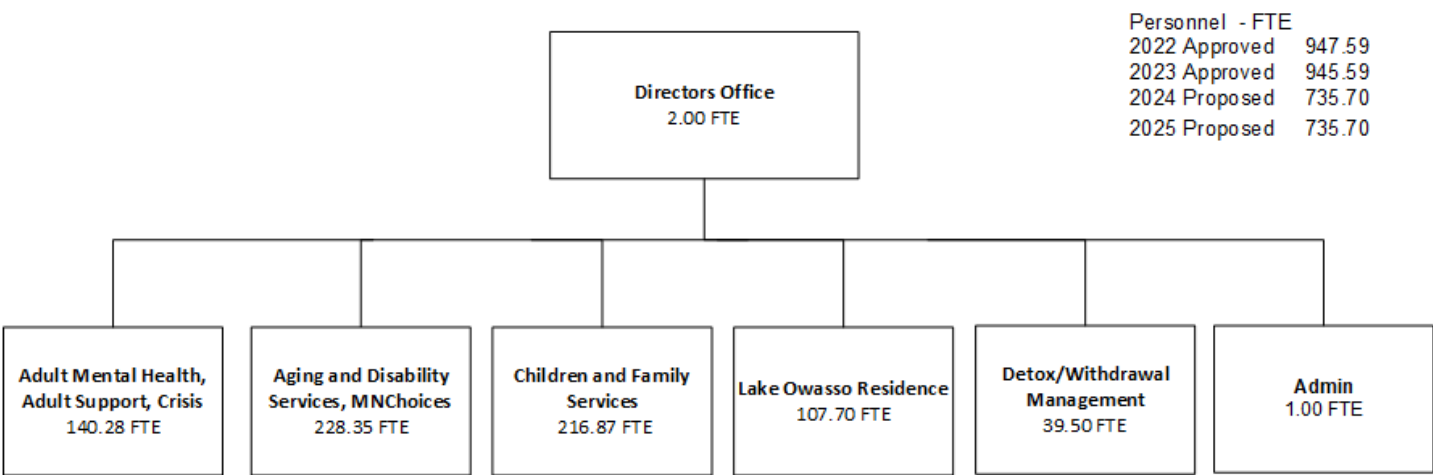 Personnel - FTE
2022 Approved 947.59
2023 Approved 945.59
2024 Proposed 735.70
2025 Proposed 735.70
Directors Office
2.00 FTE
Adult Mental Health,
Adult Support, Crisis
140.28 FTE
Aging and Disability
Services, MNChoices
228.35 FTE
Children and Family
Services
216.87 FTE
Lake Owasso Residence
107.70 FTE
Detox/Withdrawal
Management
39.50 FTE
Admin
1.00 FTE